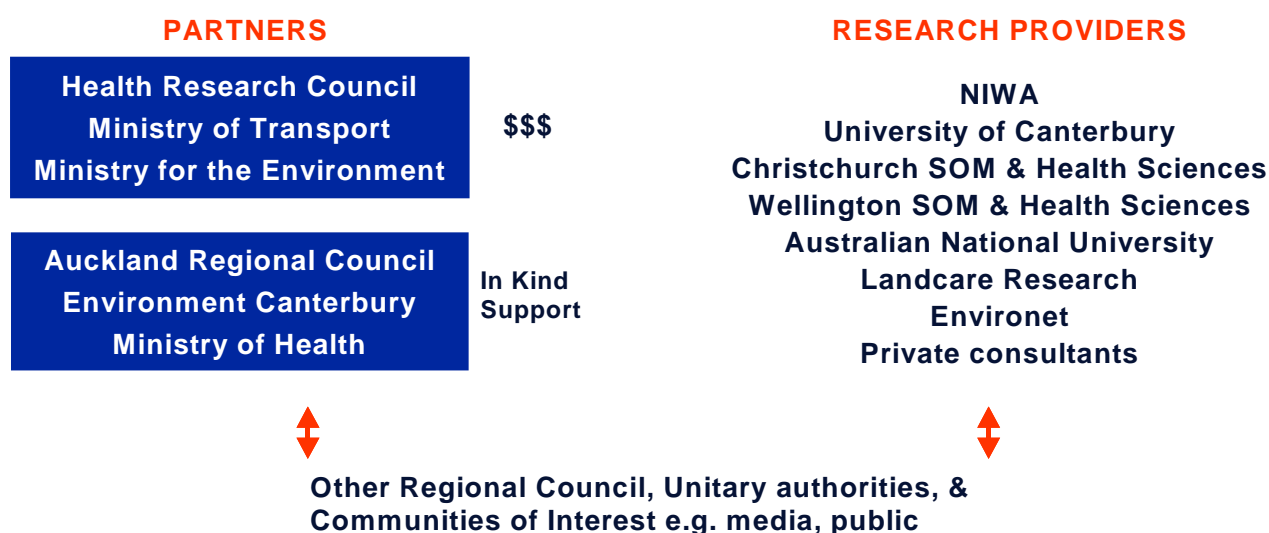 PARTNERS
Health Research Council
Ministry of Transport
Ministry for the Environment
$$$
Auckland Regional Council
Environment Canterbury
Ministry of Health
In Kind
Support
RESEARCH PROVIDERS
NIWA
University of Canterbury
Christchurch SOM & Health Sciences
Wellington SOM & Health Sciences
Australian National University
Landcare Research
Environet
Private consultants
Other Regional Council, Unitary authorities, &
Communities of Interest e.g. media, public